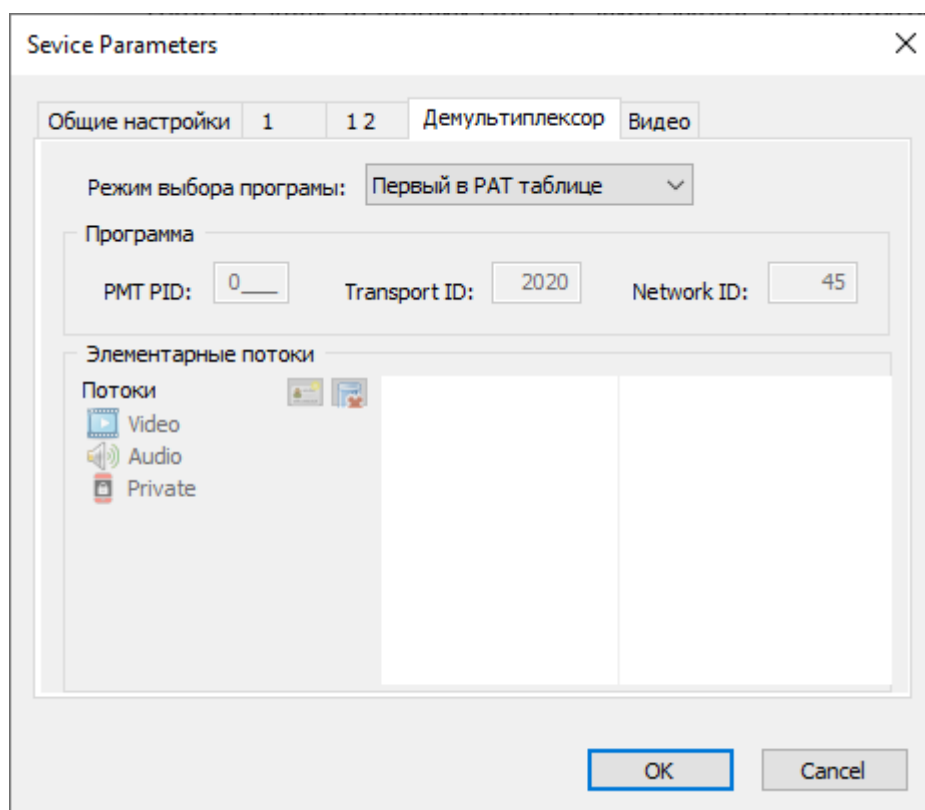 Sevice Parameters
Общие настройки 1 1 2 Демультиплексор Видео
Режим выбора програмы: Первый в PAT таблице
Программа
PMT PID: 0___ Transport ID: 2020 Network ID: 45
Элементарные потоки
Потоки
Video
Audio
Private
OK Cancel